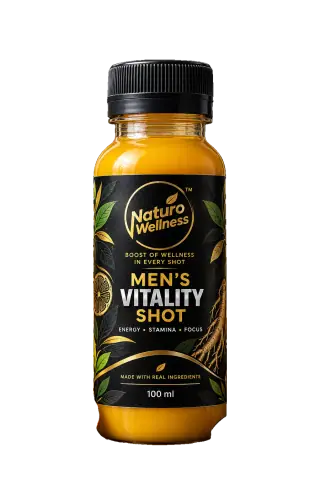 Naturo
Wellness
™
BOOST OF WELLNESS
IN EVERY SHOT
MEN'S
VITALITY
SHOT
ENERGY • STAMINA • FOCUS
MADE WITH REAL INGREDIENTS
100 ml